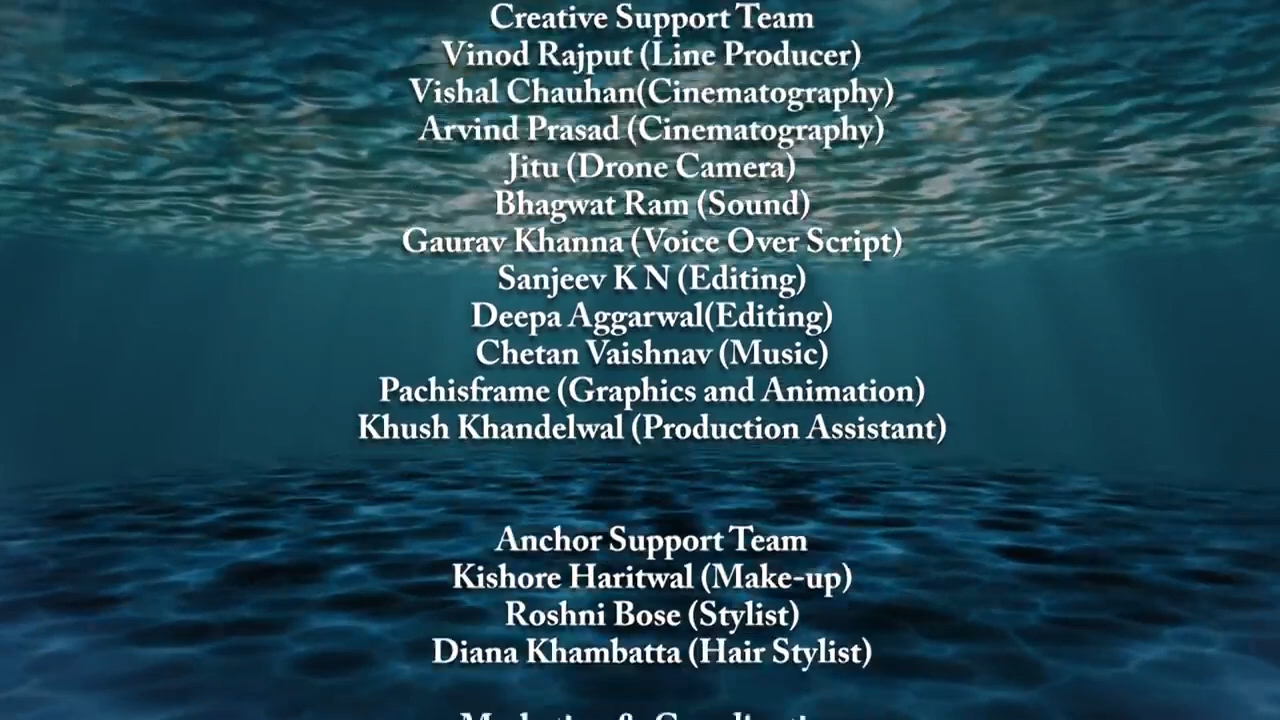 Creative Support Team
Vinod Rajput (Line Producer)
Vishal Chauhan(Cinematography)
Arvind Prasad (Cinematography)
Jitu (Drone Camera)
Bhagwat Ram (Sound)
Gaurav Khanna (Voice Over Script)
Sanjeev K N (Editing)
Deepa Aggarwal(Editing)
Chetan Vaishnav (Music)
Pachisframe (Graphics and Animation)
Khush Khandelwal (Production Assistant)
Anchor Support Team
Kishore Haritwal (Make-up)
Roshni Bose (Stylist)
Diana Khambatta (Hair Stylist)